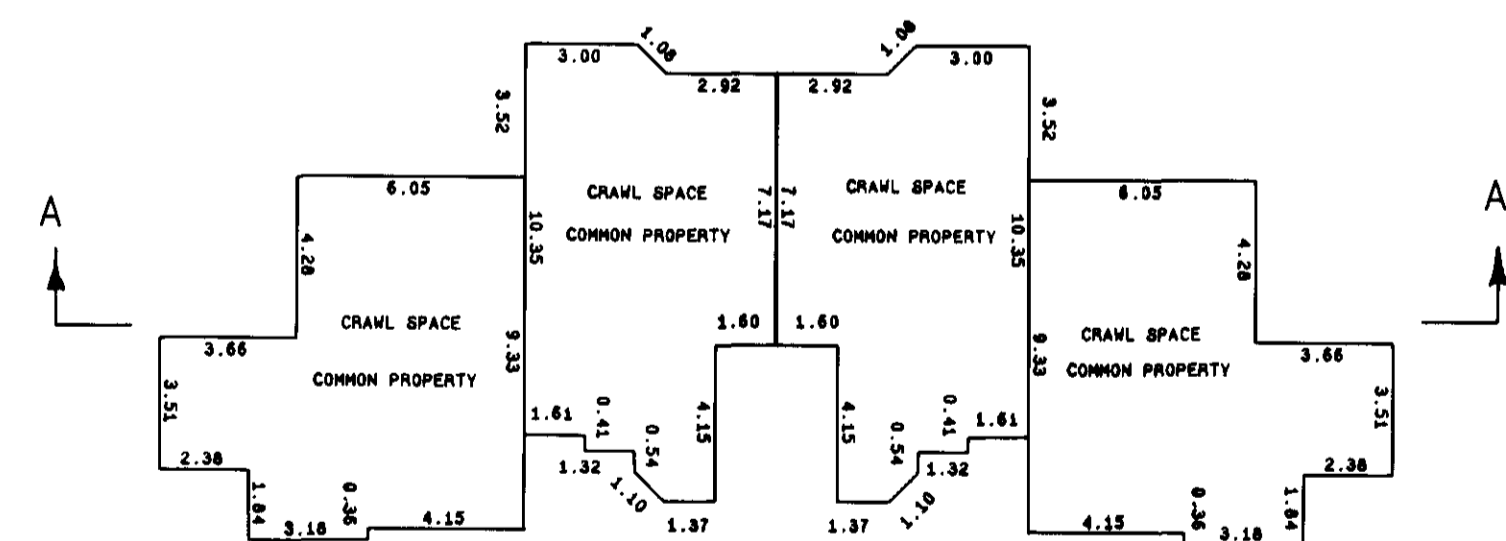 1.08 1.08
3.00 3.00
2.92 2.92
3.52 3.52
6.05 6.05
CRAWL SPACE
COMMON PROPERTY
7.17 7.17
CRAWL SPACE
COMMON PROPERTY
A A
10.35 10.35
4.28 4.28
CRAWL SPACE
COMMON PROPERTY
1.60 1.60
CRAWL SPACE
COMMON PROPERTY
3.66 3.66
9.33 9.33
3.51 3.51
1.61 0.41 0.54 4.15 4.15 0.54 0.41 1.61
2.38 2.38
1.32 1.32
1.10 1.10
1.37 1.37
1.84 1.84
0.36 0.36
3.18 4.15 4.15 3.18